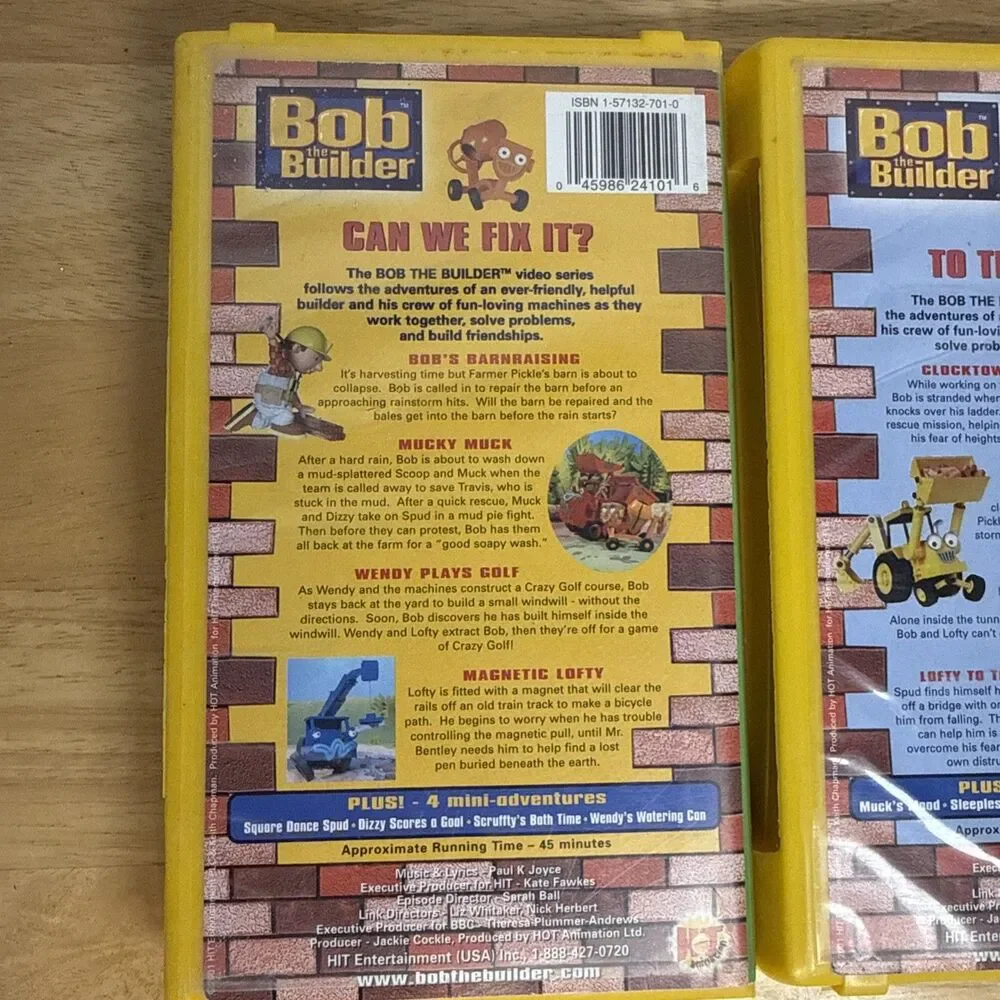 Bob
the
Builder™
ISBN 1-57132-701-0
0 45986 24101 6
CAN WE FIX IT?
The BOB THE BUILDER™ video series
follows the adventures of an ever-friendly, helpful
builder and his crew of fun-loving machines as they
work together, solve problems,
and build friendships.
BOB'S BARNRAISING
It's harvesting time but Farmer Pickle's barn is about to
collapse. Bob is called in to repair the barn before an
approaching rainstorm hits. Will the barn be repaired and the
bales get into the barn before the rain starts?
MUCKY MUCK
After a hard rain, Bob is about to wash down
a mud-splattered Scoop and Muck when the
team is called away to save Travis, who is
stuck in the mud. After a quick rescue, Muck
and Dizzy take on Spud in a mud pie fight.
Then before they can protest, Bob has them
all back at the farm for a "good soapy wash."
WENDY PLAYS GOLF
As Wendy and the machines construct a Crazy Golf course, Bob
stays back at the yard to build a small windwill - without the
directions. Soon, Bob discovers he has built himself inside the
windwill. Wendy and Lofty extract Bob, then they're off for a game
of Crazy Golf!
MAGNETIC LOFTY
Lofty is fitted with a magnet that will clear the
rails off an old train track to make a bicycle
path. He begins to worry when he has trouble
controlling the magnetic pull, until Mr.
Bentley needs him to help find a lost
pen buried beneath the earth.
PLUS! - 4 mini-adventures
Square Dance Spud • Dizzy Scores a Goal • Scruffty's Bath Time • Wendy's Watering Can
Approximate Running Time – 45 minutes
Music & Lyrics - Paul K Joyce
Executive Producer for HIT - Kate Fawkes
Episode Director - Sarah Ball
Link Directors - Liz Whitaker, Nick Herbert
Executive Producer for BBC - Theresa Plummer-Andrews
Producer - Jackie Cockle, Produced by HOT Animation Ltd.
HIT Entertainment (USA) Inc., 1-888-427-0720
www.bobthebuilder.com
Keith Chapman. Produced by HOT Animation for
Bob
the
Builder™
TO
The BOB THE
the adventures of
his crew of fun-
solve
CLOCKTOW
While working on
Bob is stranded when
knocks over his ladder.
rescue mission,
his fear of heights
Alone inside the
Bob and Lofty can't
LOFTY TO
Spud finds himself
off a bridge with
him from falling.
can help him is
overcome his
own
PLUS
Muck's
Approx
Produced by HOT Animation for